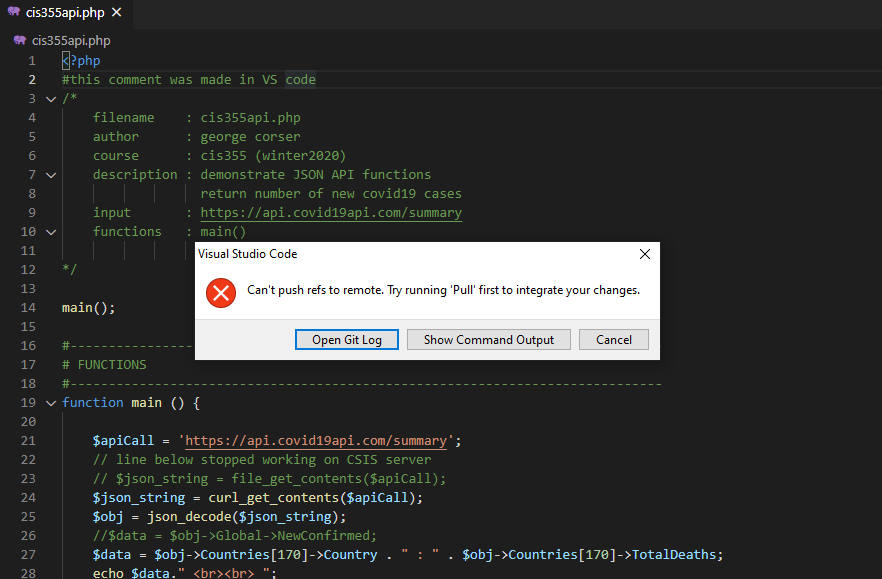 cis355api.php ×
cis355api.php
1 <?php
2 #this comment was made in VS code
3 /*
4 filename : cis355api.php
5 author : george corser
6 course : cis355 (winter2020)
7 description : demonstrate JSON API functions
8 return number of new covid19 cases
9 input : https://api.covid19api.com/summary
10 functions : main()
11
12 */
13
14 main();
15
16 #-----------------
17 # FUNCTIONS
18 #-----------------------------------------------------------------------------
19 function main () {
20
21 $apiCall = 'https://api.covid19api.com/summary';
22 // line below stopped working on CSIS server
23 // $json_string = file_get_contents($apiCall);
24 $json_string = curl_get_contents($apiCall);
25 $obj = json_decode($json_string);
26 //$data = $obj->Global->NewConfirmed;
27 $data = $obj->Countries[170]->Country . " : " . $obj->Countries[170]->TotalDeaths;
28 echo $data." <br><br> ";
Visual Studio Code
Can't push refs to remote. Try running 'Pull' first to integrate your changes.
Open Git Log Show Command Output Cancel